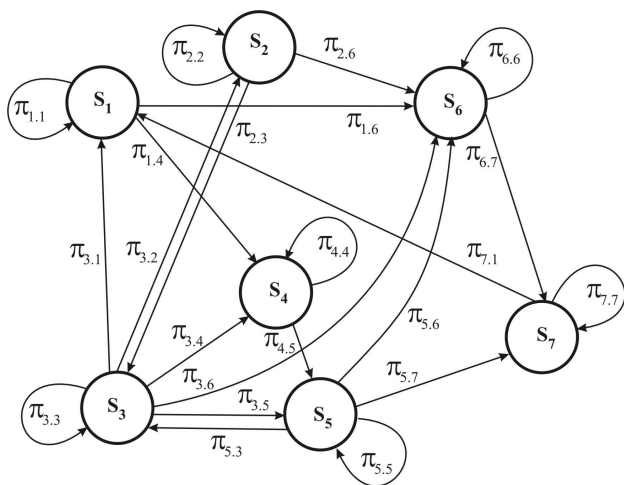 S₂
π₂.₂
π₂.₆
π₆.₆
S₁
S₆
π₁.₁
π₁.₆
π₂.₃
π₁.₄
π₆.₇
π₃.₁
π₃.₂
π₄.₄
π₇.₁
S₄
π₇.₇
π₅.₆
S₇
π₃.₄
π₄.₅
π₃.₆
π₅.₇
S₃
π₃.₅
S₅
π₃.₃
π₅.₃
π₅.₅